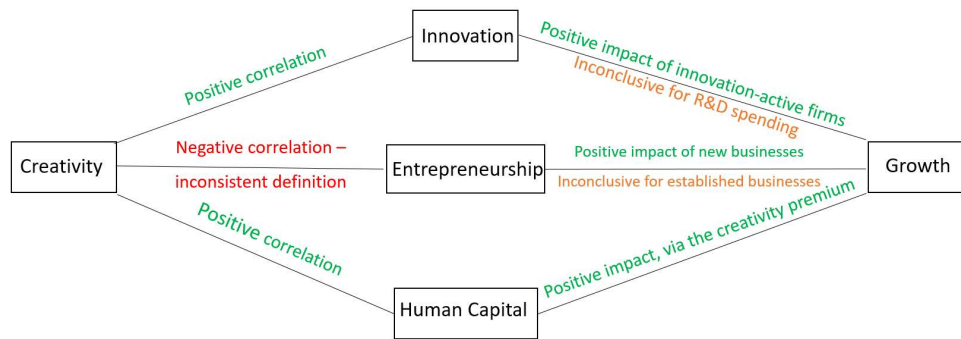 Innovation
Positive correlation
Positive impact of innovation-active firms
Inconclusive for R&D spending
Creativity
Negative correlation –
inconsistent definition
Entrepreneurship
Positive impact of new businesses
Inconclusive for established businesses
Growth
Positive correlation
Human Capital
Positive impact, via the creativity premium